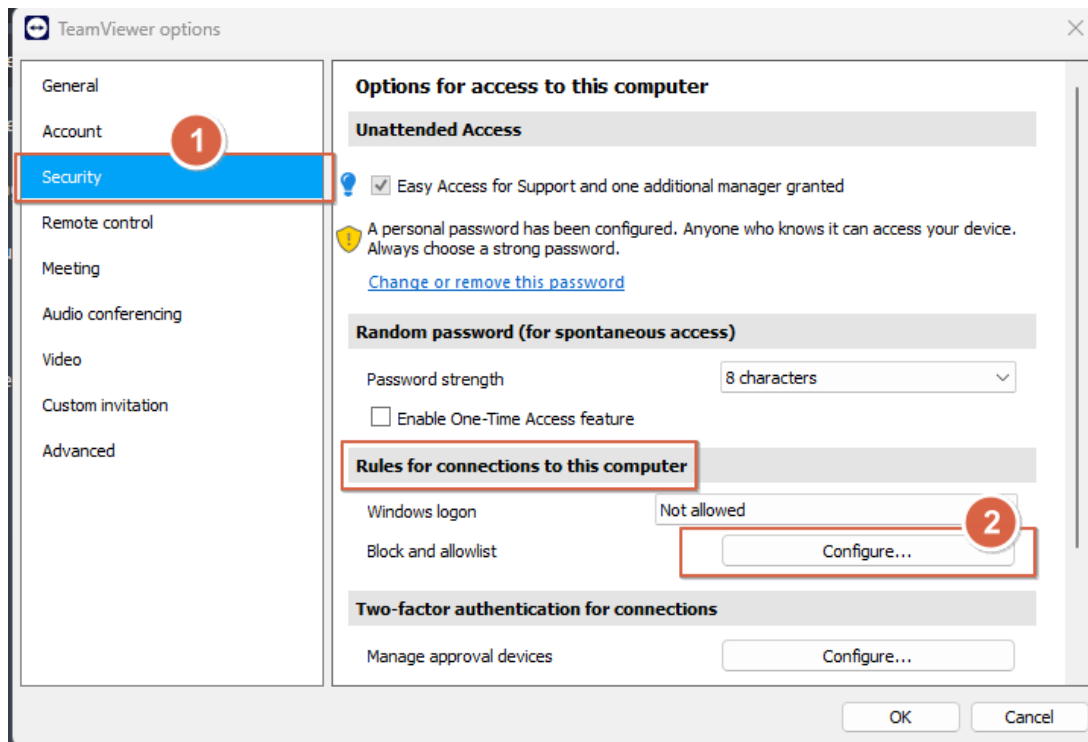 TeamViewer options
General
Account
1
Security
Remote control
Meeting
Audio conferencing
Video
Custom invitation
Advanced
Options for access to this computer
Unattended Access
Easy Access for Support and one additional manager granted
A personal password has been configured. Anyone who knows it can access your device.
Always choose a strong password.
Change or remove this password
Random password (for spontaneous access)
Password strength 8 characters
Enable One-Time Access feature
Rules for connections to this computer
Windows logon Not allowed
2
Block and allowlist Configure...
Two-factor authentication for connections
Manage approval devices Configure...
OK Cancel